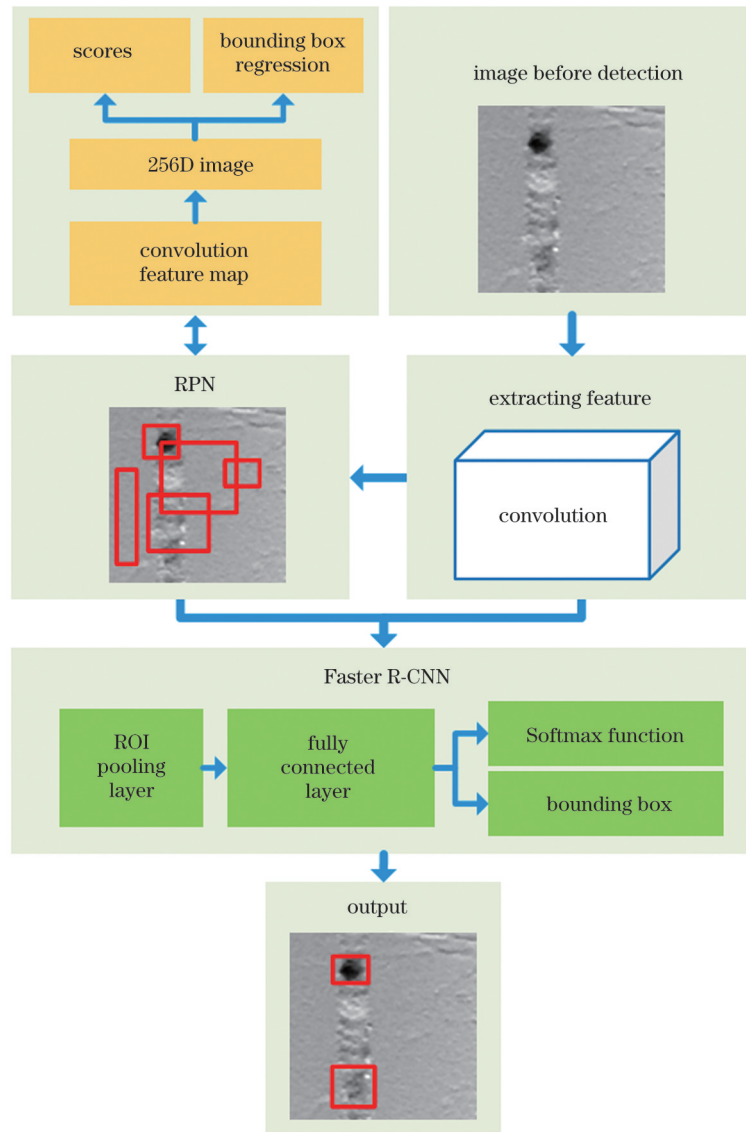 scores
bounding box
regression
256D image
convolution
feature map
image before detection
RPN
extracting feature
convolution
Faster R-CNN
ROI
pooling
layer
fully
connected
layer
Softmax function
bounding box
output